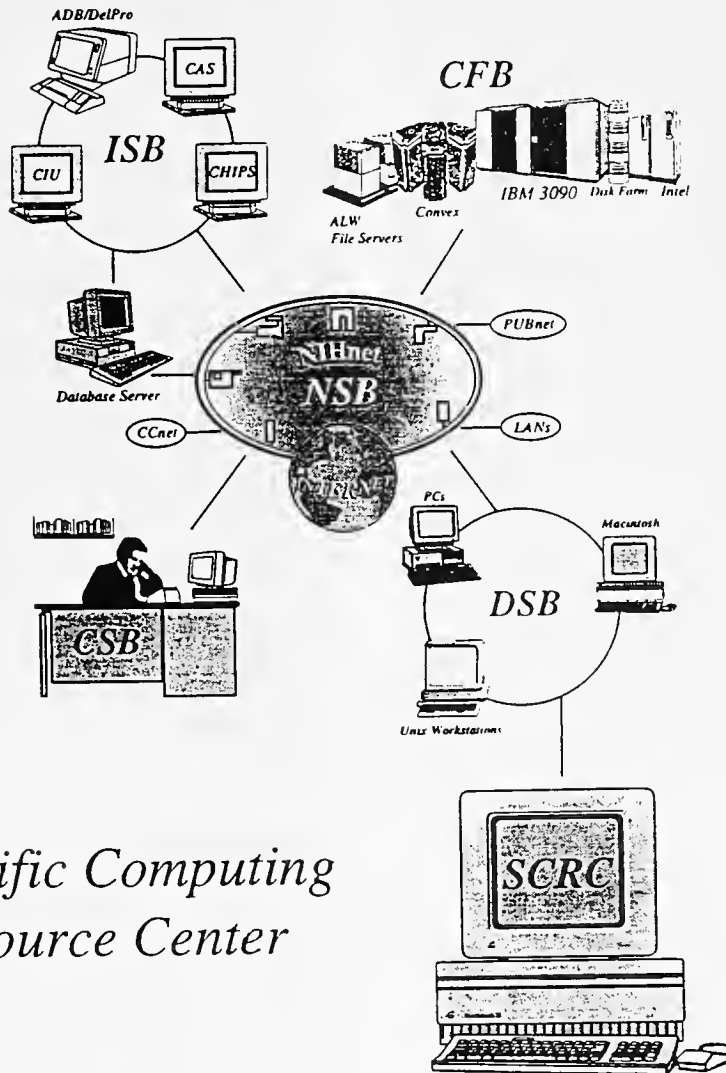 ADB/DelPro
CAS
ISB
CIU
CHIPS
CFB
ALW
File Servers
Convex
IBM 3090
Disk Farm
Intel
Database Server
NIHnet
NSB
PUBnet
CCnet
LANs
INTERNET
CSB
PCs
Macintosh
DSB
Unix Workstations
SCRC
ific Computing
ource Center